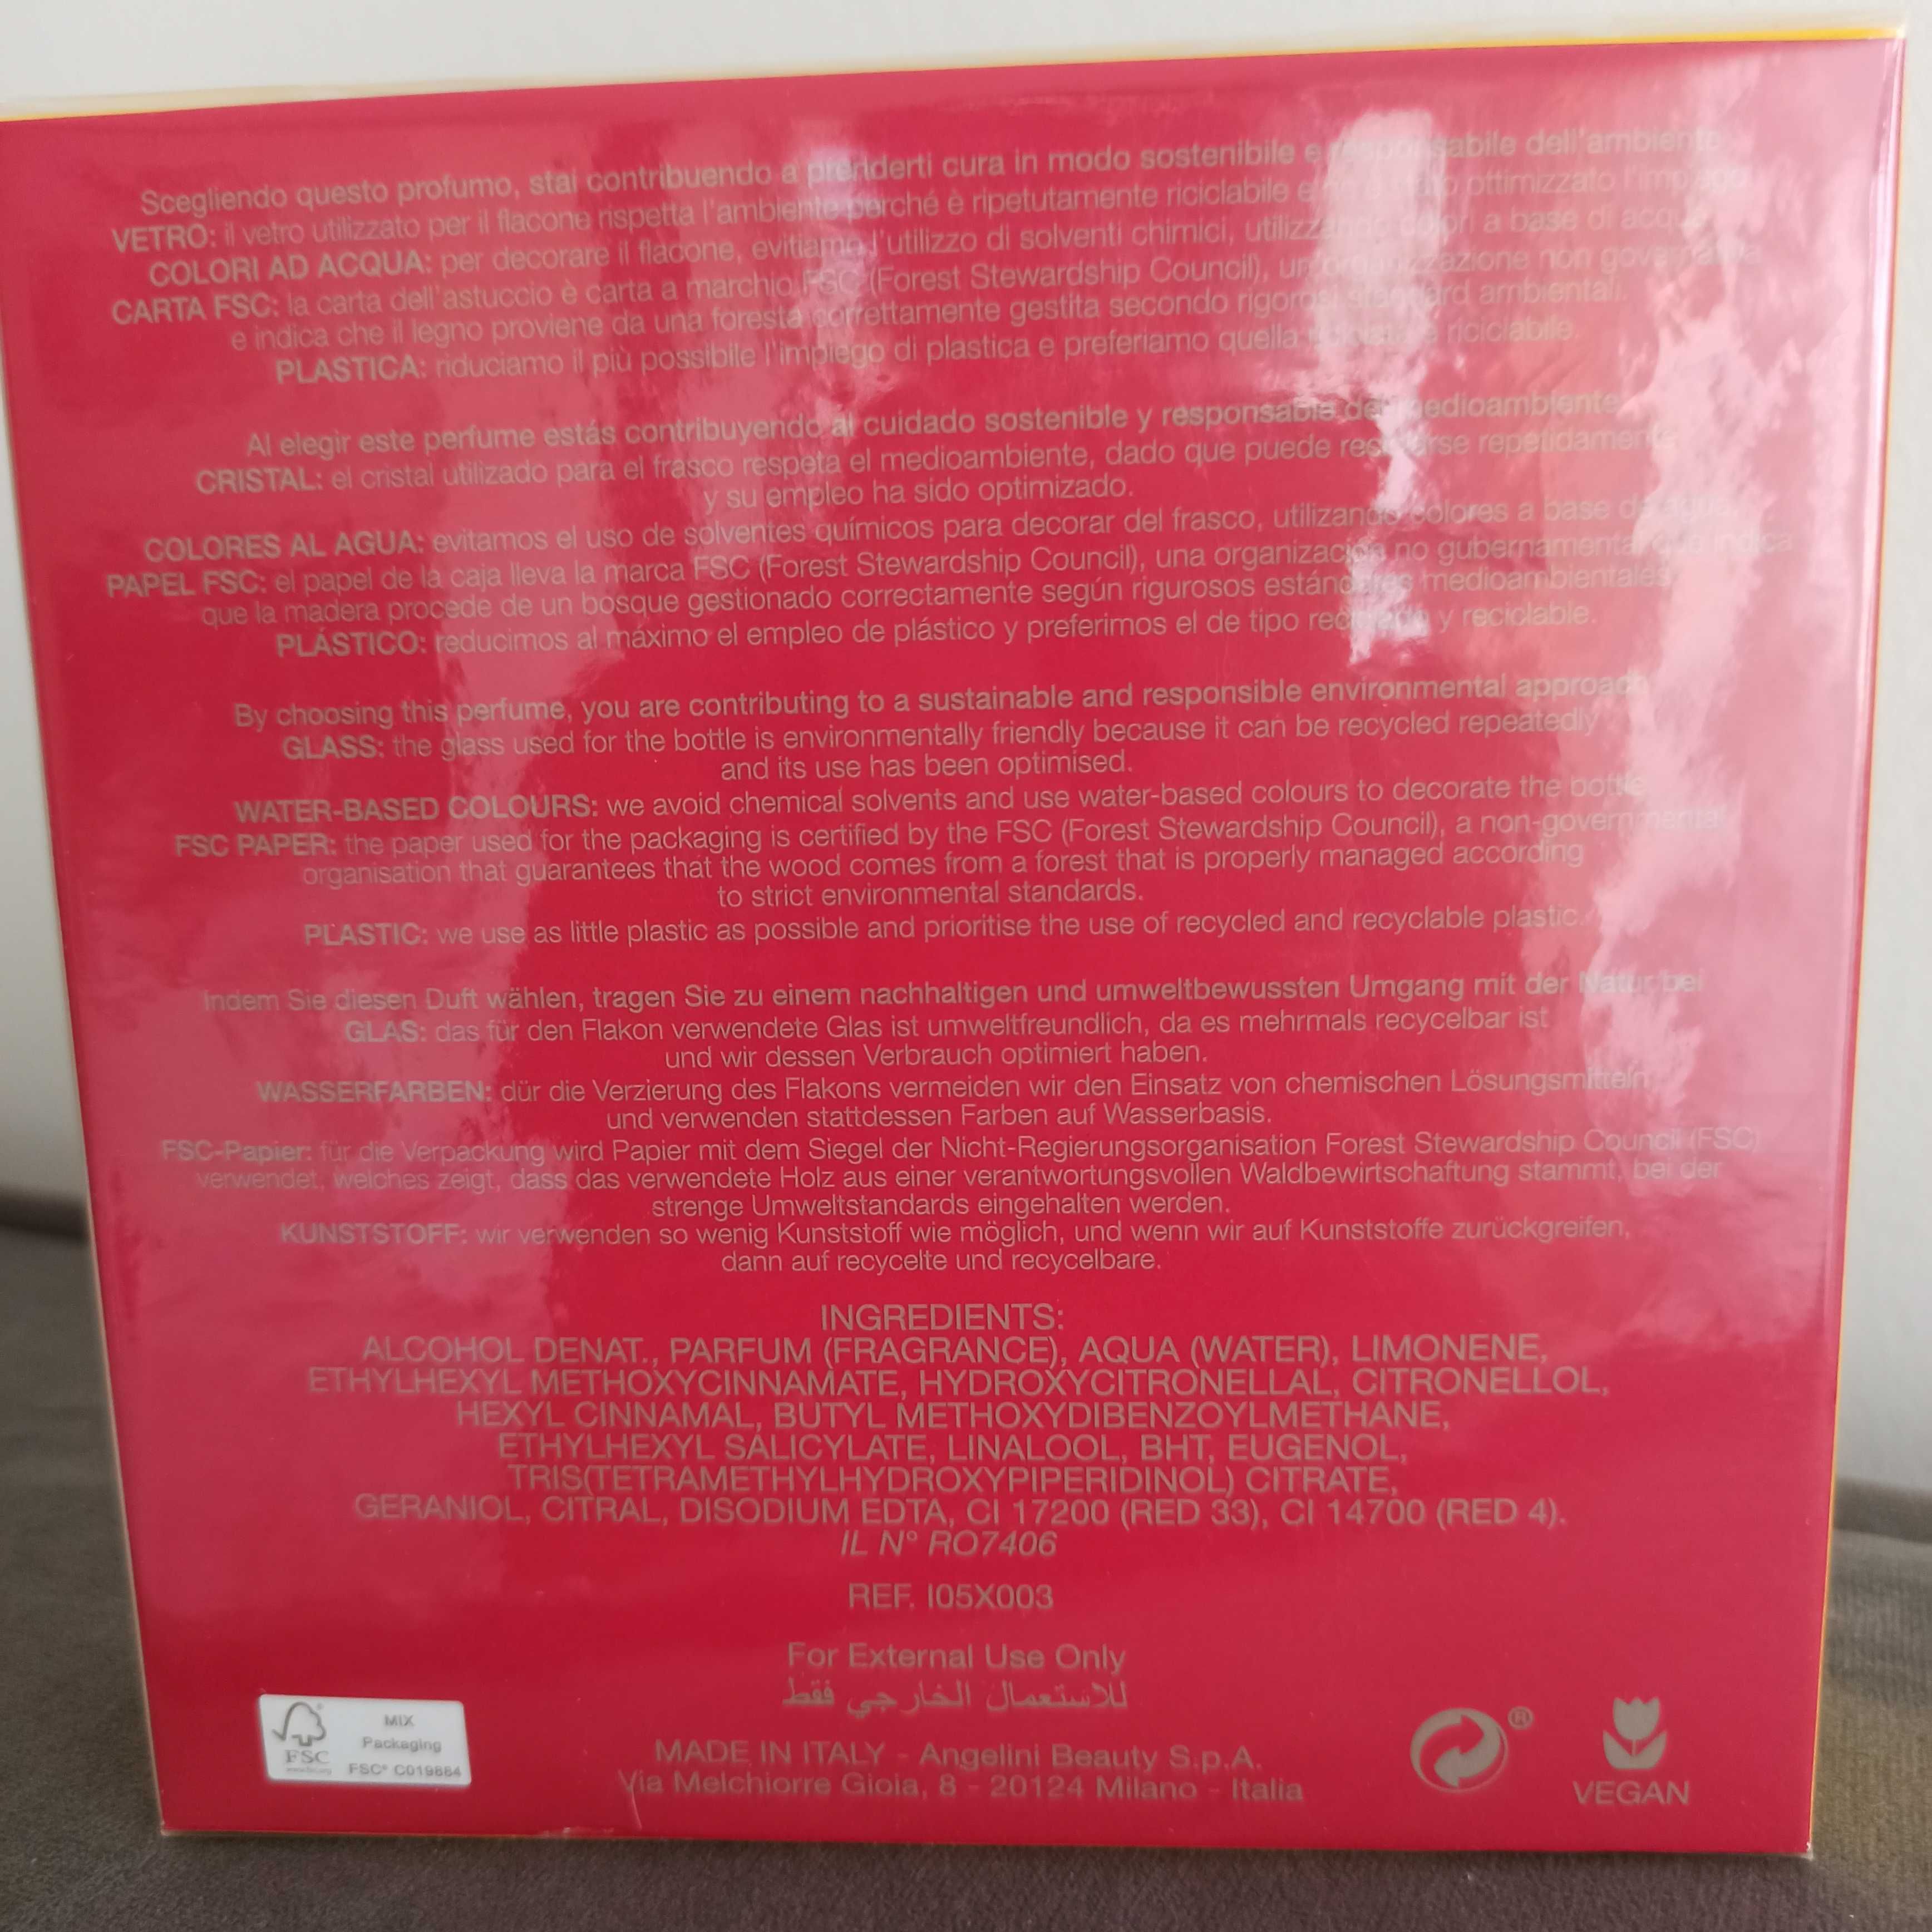 Scegliendo questo profumo, stai contribuendo a prenderti cura in modo sostenibile e responsabile dell'ambiente
VETRO: il vetro utilizzato per il flacone rispetta l'ambiente perché è ripetutamente riciclabile e ottimizzato l'impiego
COLORI AD ACQUA: per decorare il flacone, evitiamo l'utilizzo di solventi chimici, utilizzando colori a base di acqua
CARTA FSC: la carta dell'astuccio è carta a marchio FSC (Forest Stewardship Council), un'organizzazione non governativa
e indica che il legno proviene da una foresta correttamente gestita secondo rigorosi standard ambientali.
PLASTICA: riduciamo il più possibile l'impiego di plastica e preferiamo quella riciclata e riciclabile
Al elegir este perfume estás contribuyendo al cuidado sostenible y responsable del medioambiente
CRISTAL: el cristal utilizado para el frasco respeta el medioambiente, dado que puede reciclarse repetidamente
y su empleo ha sido optimizado.
COLORES AL AGUA: evitamos el uso de solventes químicos para decorar del frasco, utilizando colores a base de agua
PAPEL FSC: el papel de la caja lleva la marca FSC (Forest Stewardship Council), una organización no gubernamental que indica
que la madera procede de un bosque gestionado correctamente según rigurosos estándares medioambientales
PLÁSTICO: reducimos al máximo el empleo de plástico y preferimos el de tipo reciclado y reciclable.
By choosing this perfume, you are contributing to a sustainable and responsible environmental approach
GLASS: the glass used for the bottle is environmentally friendly because it can be recycled repeatedly
and its use has been optimised.
WATER-BASED COLOURS: we avoid chemical solvents and use water-based colours to decorate the bottle
FSC PAPER: the paper used for the packaging is certified by the FSC (Forest Stewardship Council), a non-governmental
organisation that guarantees that the wood comes from a forest that is properly managed according
to strict environmental standards.
PLASTIC: we use as little plastic as possible and prioritise the use of recycled and recyclable plastic.
Indem Sie diesen Duft wählen, tragen Sie zu einem nachhaltigen und umweltbewussten Umgang mit der Natur bei
GLAS: das für den Flakon verwendete Glas ist umweltfreundlich, da es mehrmals recycelbar ist
und wir dessen Verbrauch optimiert haben.
WASSERFARBEN: dür die Verzierung des Flakons vermeiden wir den Einsatz von chemischen Lösungsmitteln
und verwenden stattdessen Farben auf Wasserbasis.
FSC-Papier: für die Verpackung wird Papier mit dem Siegel der Nicht-Regierungsorganisation Forest Stewardship Council (FSC)
verwendet, welches zeigt, dass das verwendete Holz aus einer verantwortungsvollen Waldbewirtschaftung stammt, bei der
strenge Umweltstandards eingehalten werden.
KUNSTSTOFF: wir verwenden so wenig Kunststoff wie möglich, und wenn wir auf Kunststoffe zurückgreifen,
dann auf recycelte und recycelbare.
INGREDIENTS:
ALCOHOL DENAT., PARFUM (FRAGRANCE), AQUA (WATER), LIMONENE,
ETHYLHEXYL METHOXYCINNAMATE, HYDROXYCITRONELLAL, CITRONELLOL,
HEXYL CINNAMAL, BUTYL METHOXYDIBENZOYLMETHANE,
ETHYLHEXYL SALICYLATE, LINALOOL, BHT, EUGENOL,
TRIS(TETRAMETHYLHYDROXYPIPERIDINOL) CITRATE,
GERANIOL, CITRAL, DISODIUM EDTA, CI 17200 (RED 33), CI 14700 (RED 4).
IL N° RO7406
REF. I05X003
For External Use Only
للاستعمال الخارجي فقط
MADE IN ITALY - Angelini Beauty S.p.A.
Via Melchiorre Gioia, 8 - 20124 Milano - Italia
FSC
MIX
Packaging
FSC® C019884
®
VEGAN